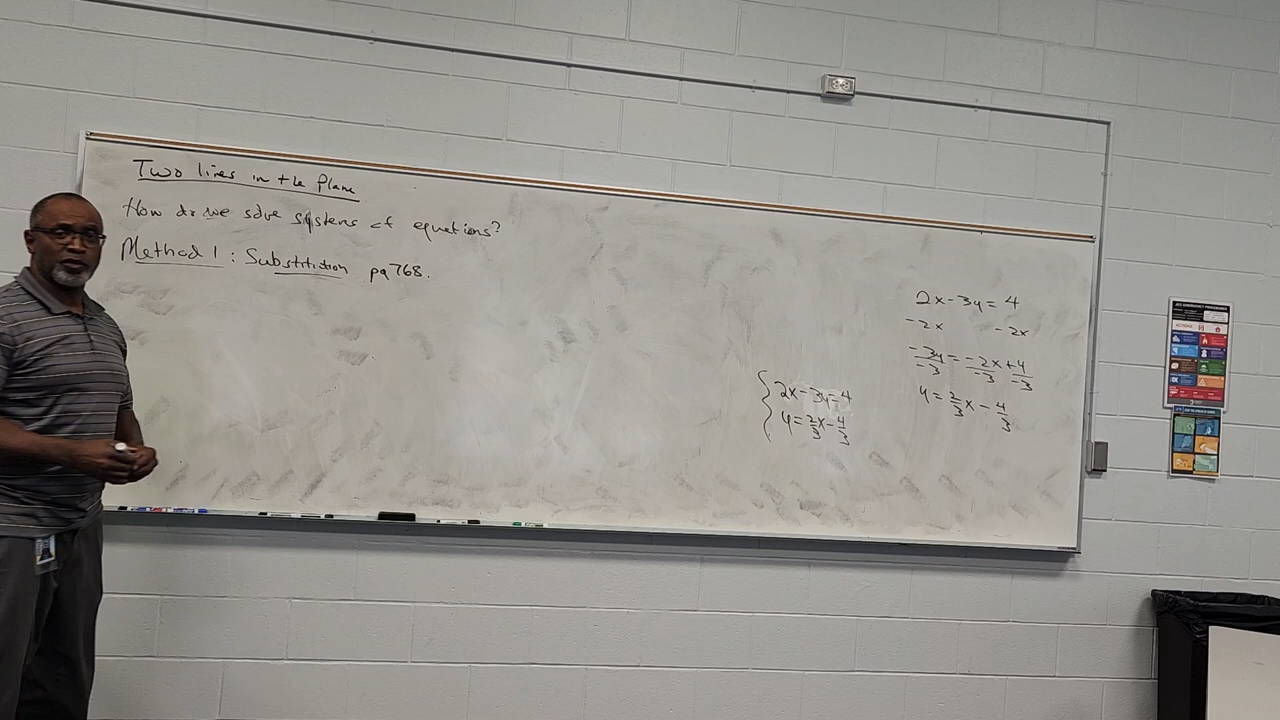 Two lines in the Plane
How do we solve systems of equations?
Method 1: Substitution pg 768.
2x-3y=4
y=2/3x-4/3
2x-3y=4
-2x -2x
-3y/-3=-2x/-3+4/-3
y=2/3x-4/3